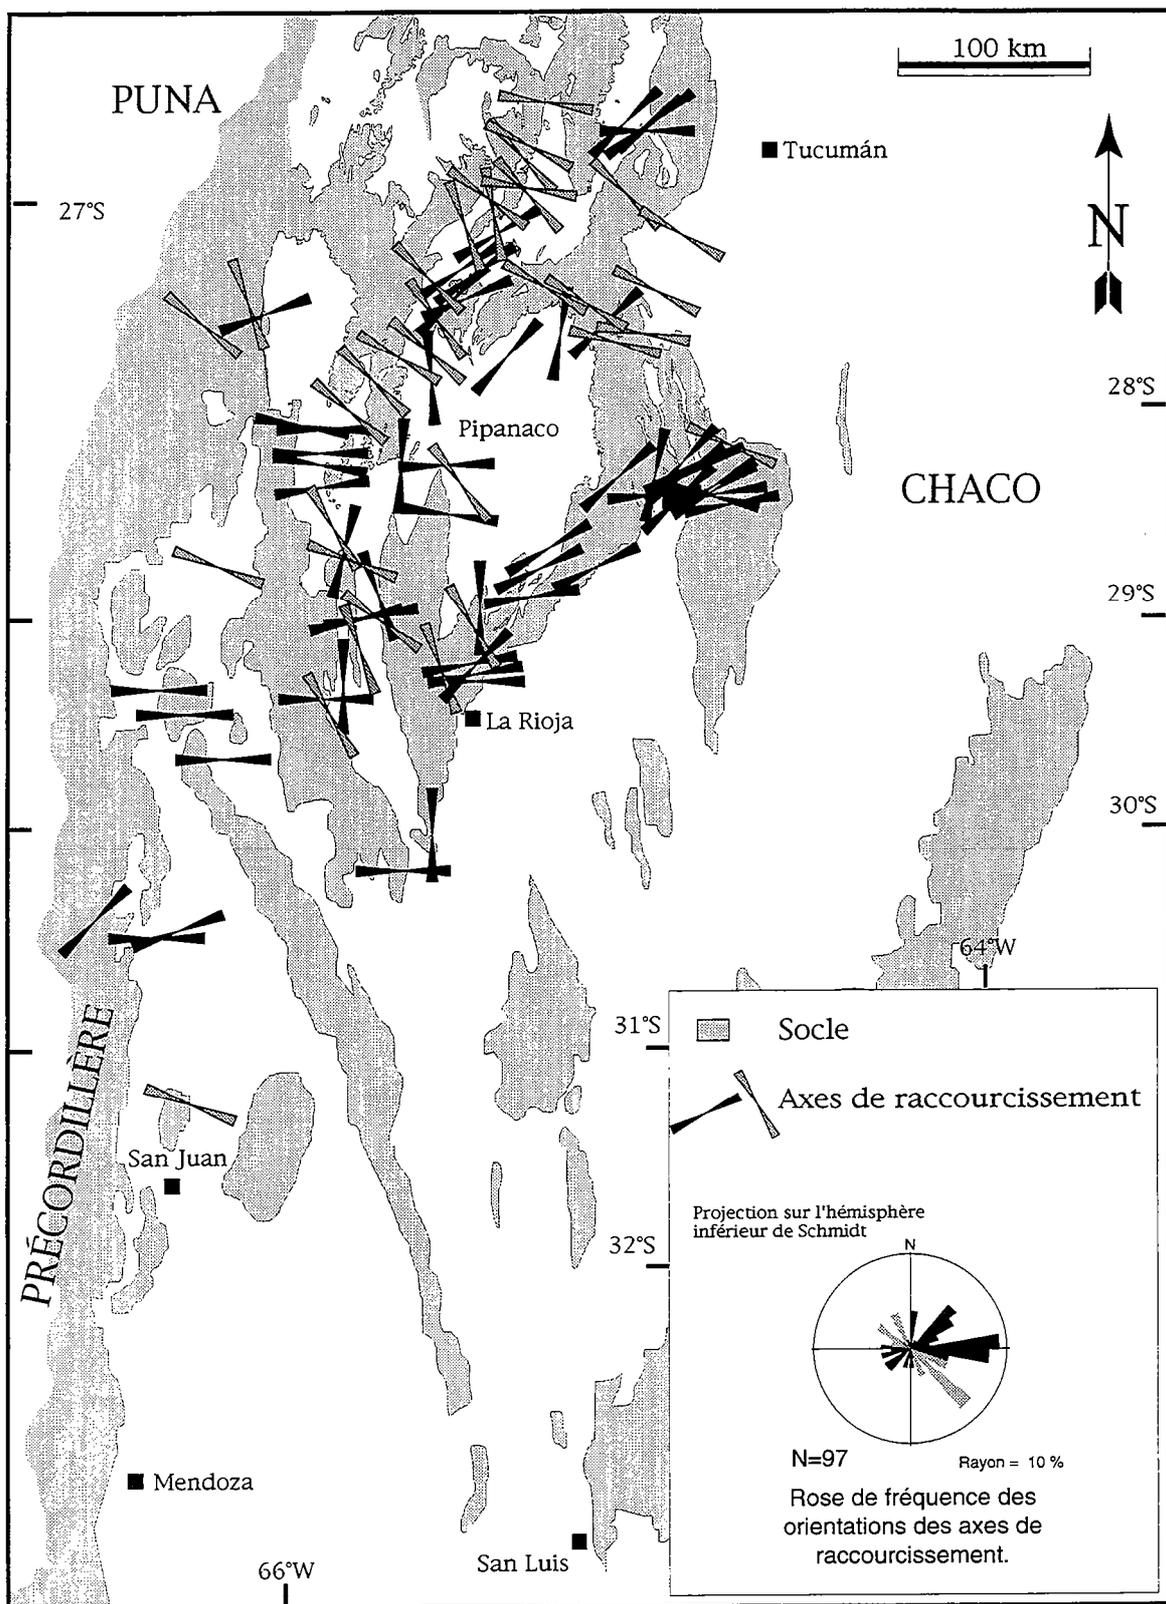 100 km
PUNA
Tucumán
27°S
N
28°S
Pipanaco
CHACO
29°S
La Rioja
30°S
64°W
31°S
Socle
Axes de raccourcissement
PRÉCORDILLÈRE
San Juan
Projection sur l'hémisphère
inférieur de Schmidt
N
32°S
N=97
Rayon = 10 %
Mendoza
Rose de fréquence des
orientations des axes de
raccourcissement.
San Luis
66°W